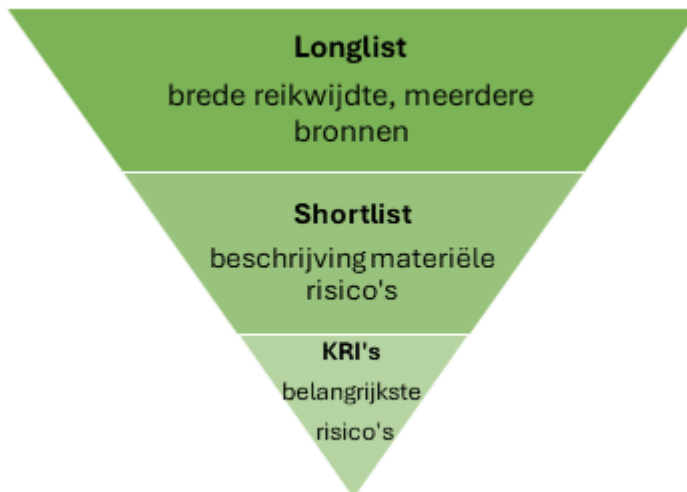 Longlist
brede reikwijdte, meerdere
bronnen
Shortlist
beschrijving materiële
risico's
KRI's
belangrijkste
risico's